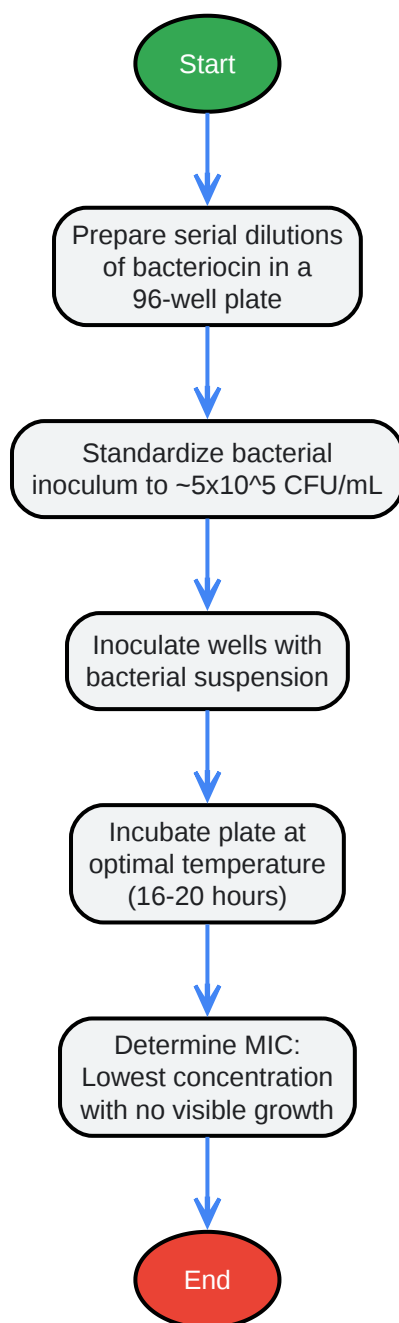 Start
Prepare serial dilutions
of bacteriocin in a
96-well plate
Standardize bacterial
inoculum to ~5x10^5 CFU/mL
Inoculate wells with
bacterial suspension
Incubate plate at
optimal temperature
(16-20 hours)
Determine MIC:
Lowest concentration
with no visible growth
End